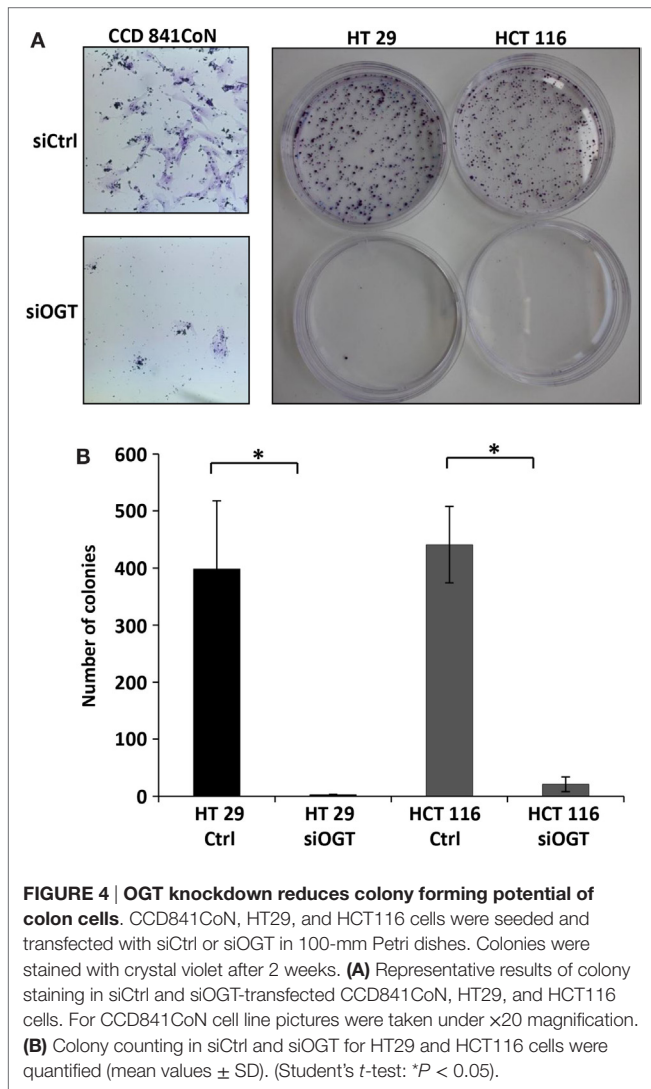 A
CCD 841CoN
HT 29
HCT 116
siCtrl
siOGT
B
600
500
400
300
200
100
0
Number of colonies
*
*
HT 29
Ctrl
HT 29
siOGT
HCT 116
Ctrl
HCT 116
siOGT
FIGURE 4 | OGT knockdown reduces colony forming potential of
colon cells. CCD841CoN, HT29, and HCT116 cells were seeded and
transfected with siCtrl or siOGT in 100-mm Petri dishes. Colonies were
stained with crystal violet after 2 weeks. (A) Representative results of colony
staining in siCtrl and siOGT-transfected CCD841CoN, HT29, and HCT116
cells. For CCD841CoN cell line pictures were taken under ×20 magnification.
(B) Colony counting in siCtrl and siOGT for HT29 and HCT116 cells were
quantified (mean values ± SD). (Student's t-test: *P < 0.05).